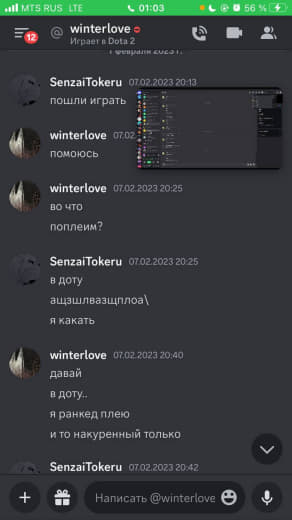 MTS RUS LTE 01:03 56 %
12 @ winterlove
Играет в Dota 2
7 февраля 2023 г.
SenzaiTokeru 07.02.2023 20:13
пошли играть
winterlove 07.02
помоюсь
winterlove 07.02.2023 20:25
во что
поплеим?
SenzaiTokeru 07.02.2023 20:25
в доту
ащзшлвазщплоа\
я какать
winterlove 07.02.2023 20:40
давай
в доту..
я ранкед плею
и то накуренный только
SenzaiTokeru 07.02.2023 20:42
Написать @winterlove